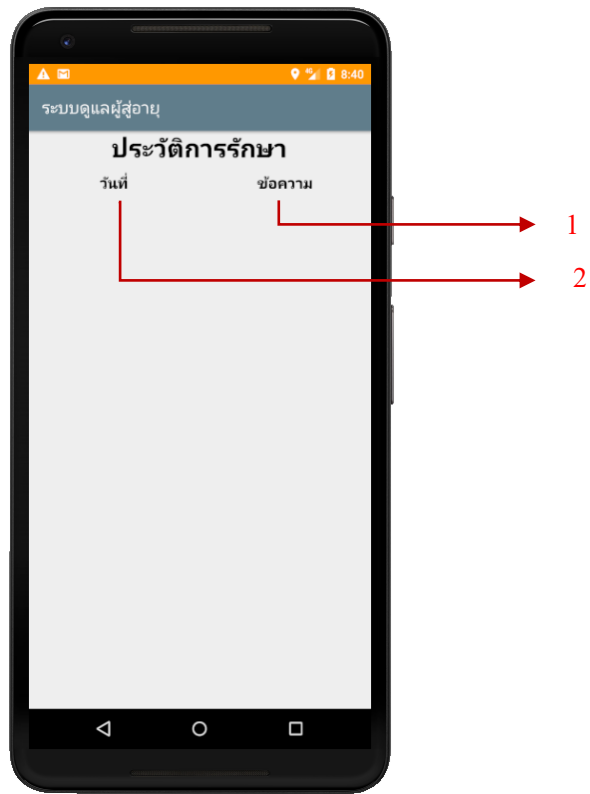 8:40
ระบบดูแลผู้สู่อายุ
ประวัติการรักษา
วันที่ ข้อความ
1
2